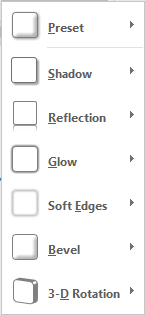 Preset
Shadow
Reflection
Glow
Soft Edges
Bevel
3-D Rotation